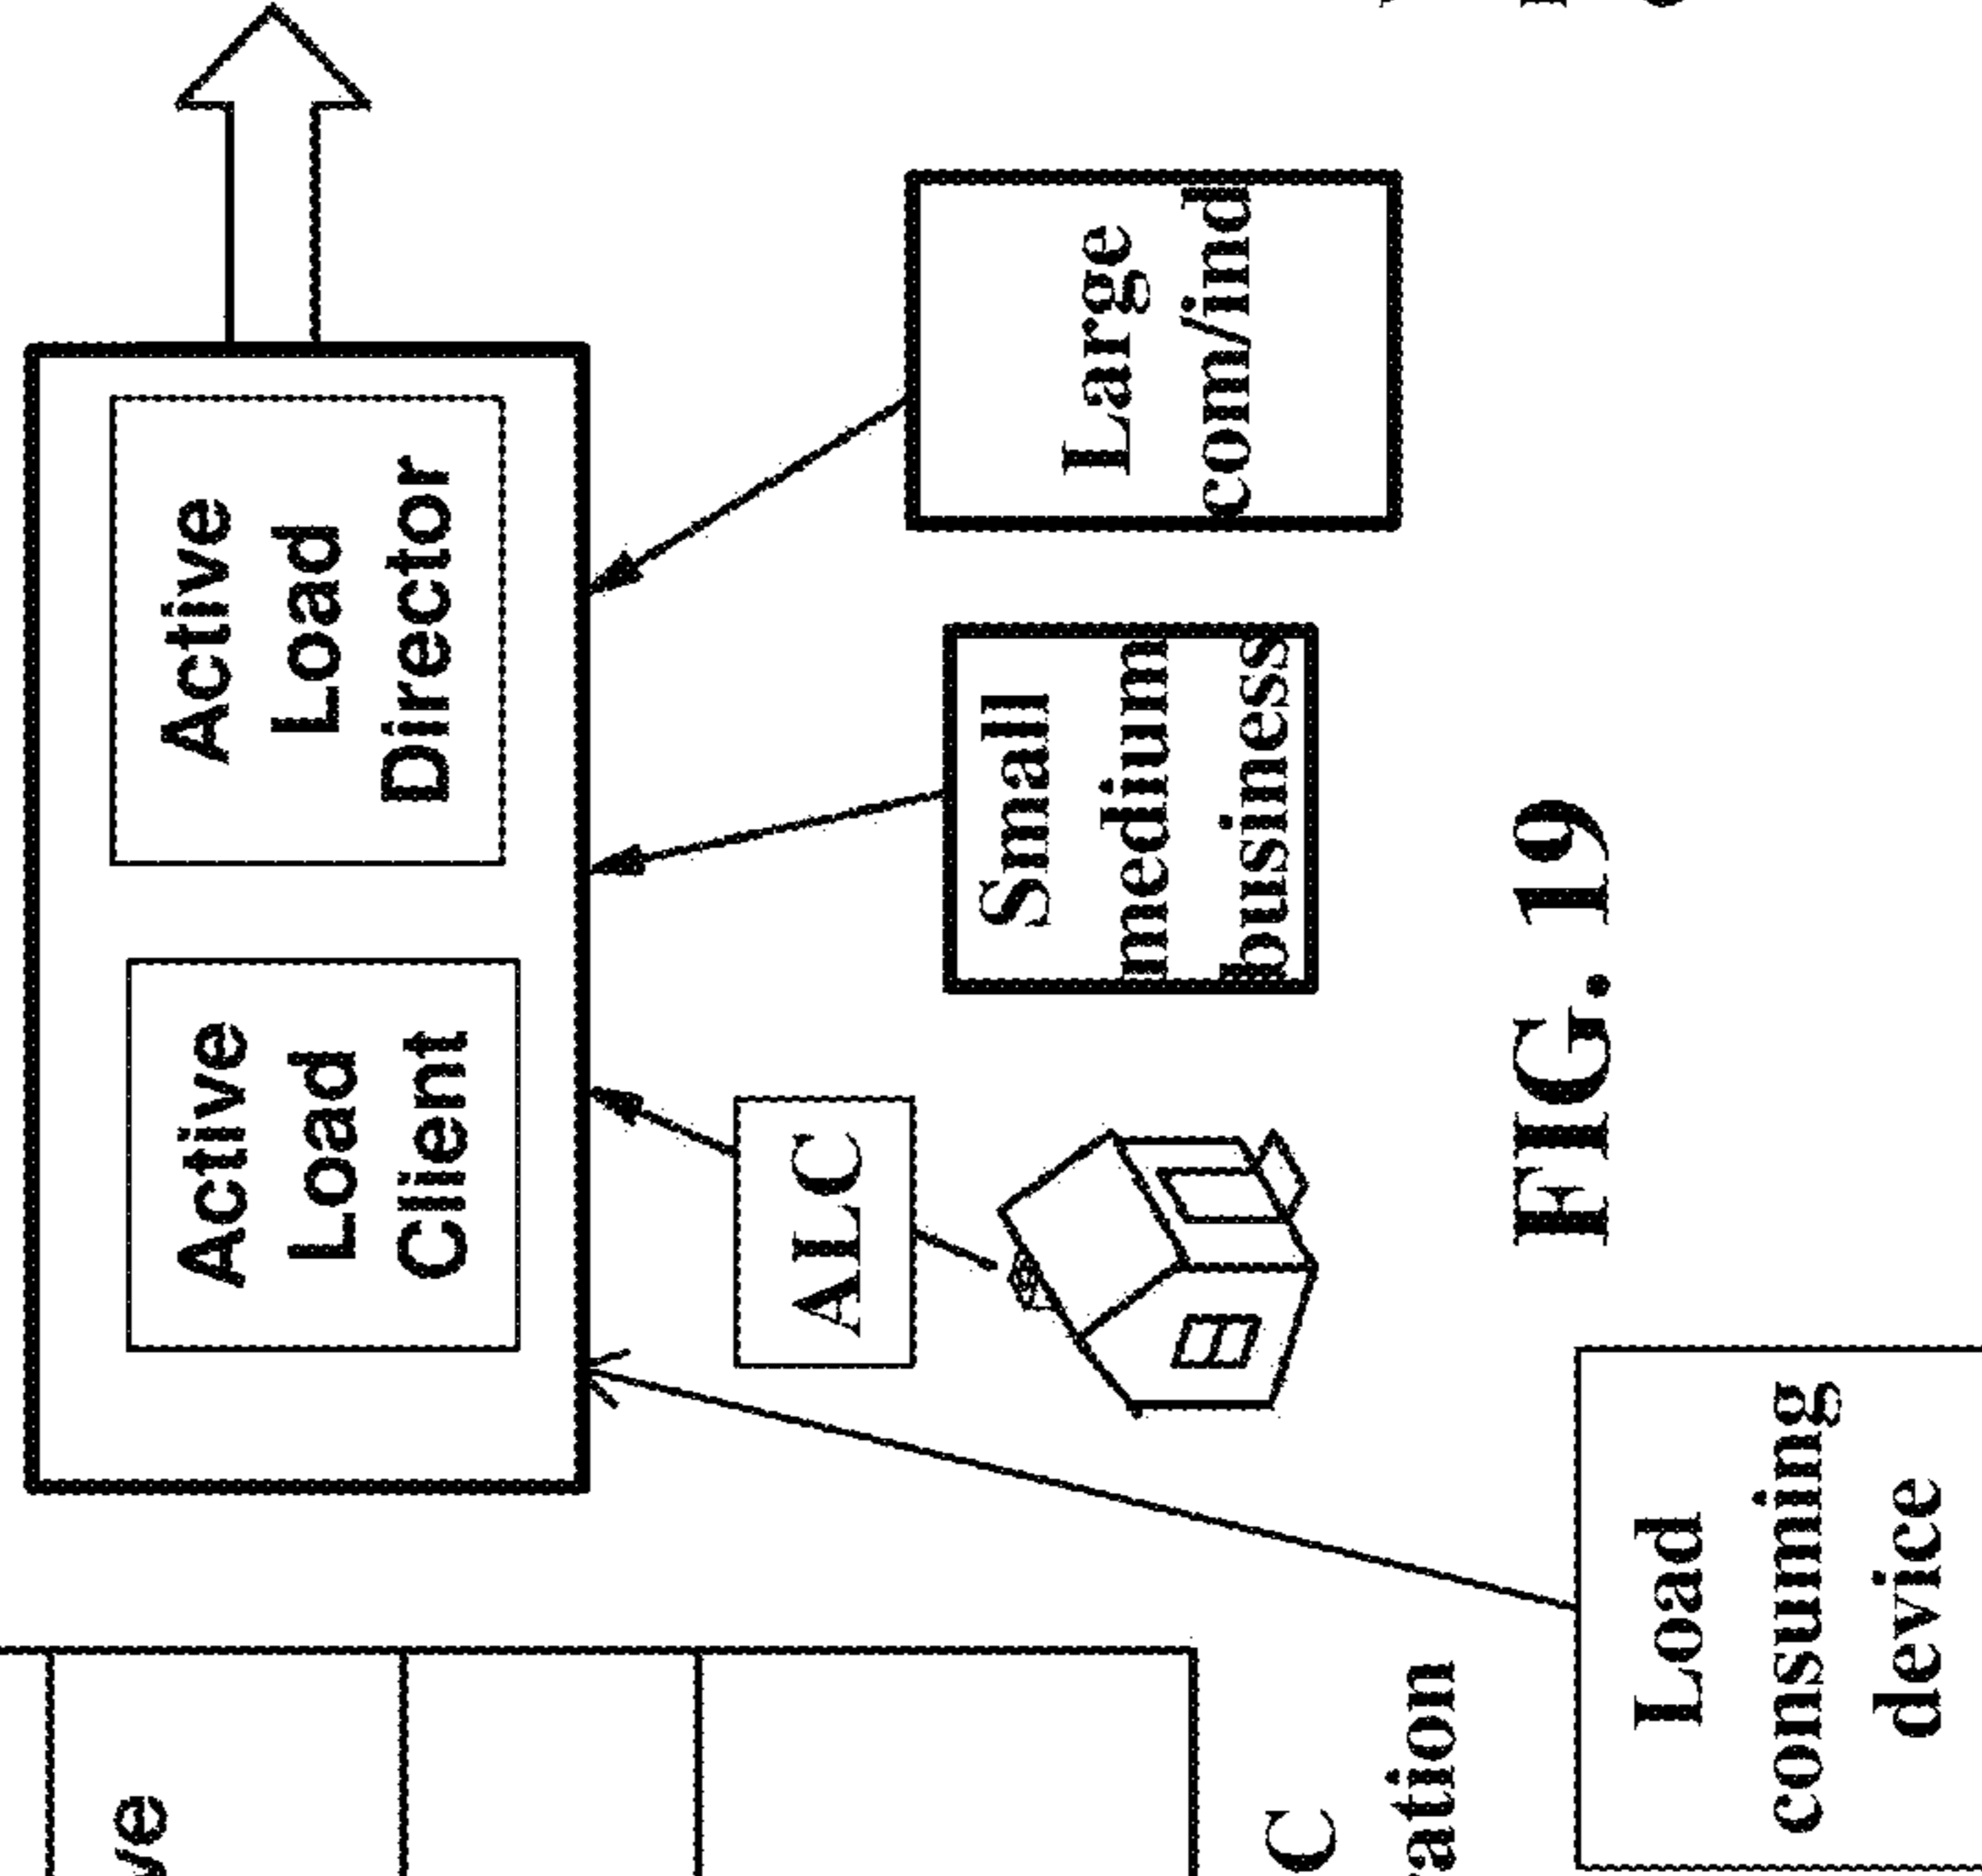 Active
Load
Client
Active
Load
Director
ALC
Small
medium
business
Large
com/ind
Load
consuming
device
FIG. 19